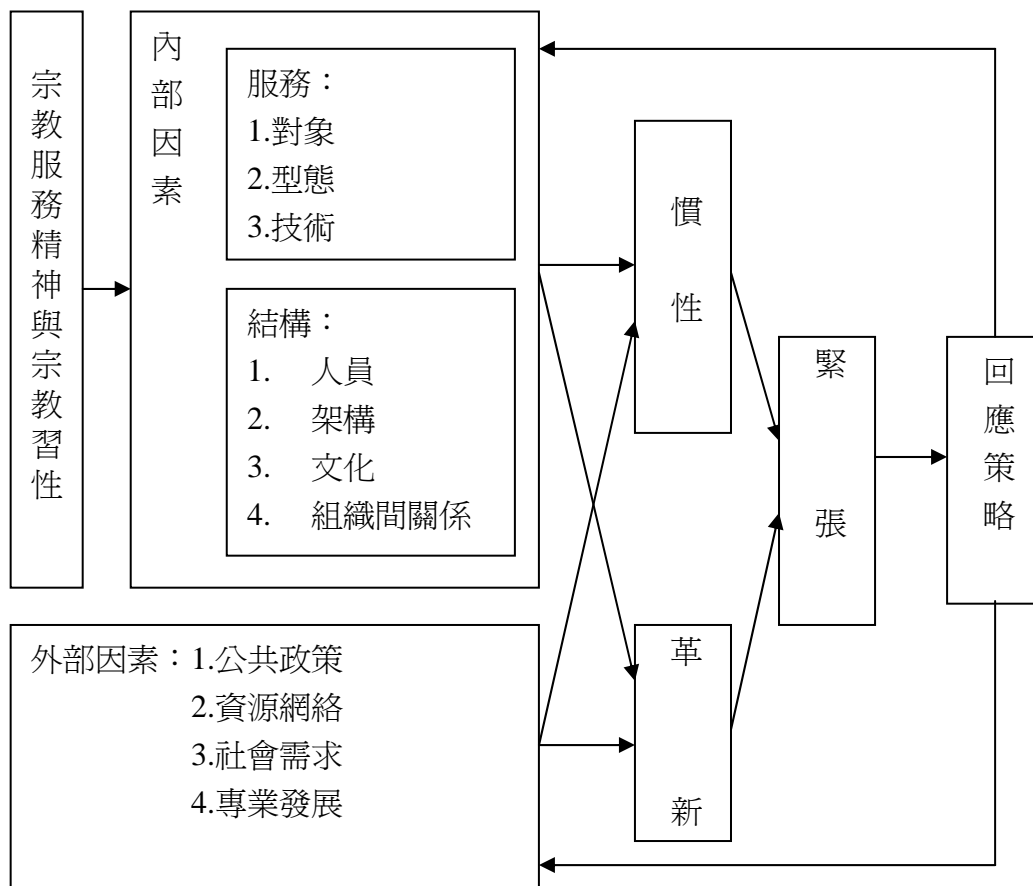 宗教服務精神與宗教習性
內部因素
服務：
1.對象
2.型態
3.技術
結構：
1. 人員
2. 架構
3. 文化
4. 組織間關係
外部因素：1.公共政策
2.資源網絡
3.社會需求
4.專業發展
慣性
革新
緊張
回應策略